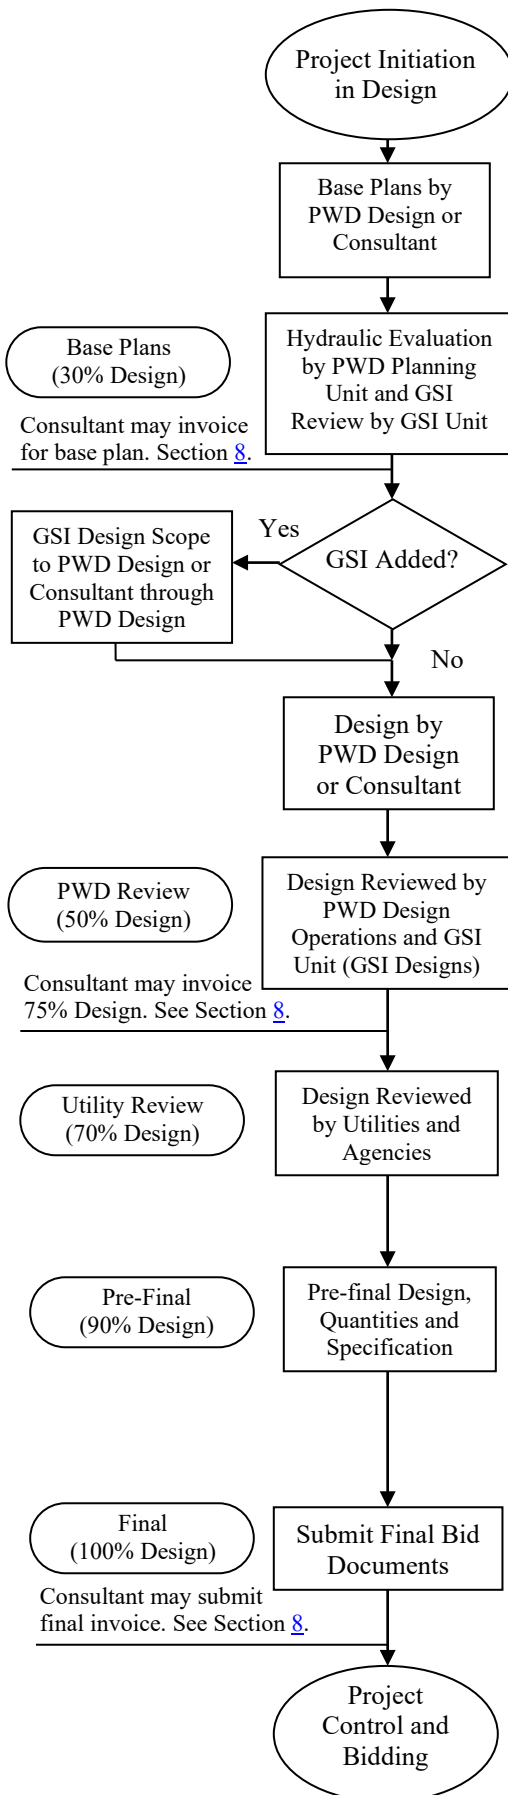 Project Initiation
in Design
Base Plans by
PWD Design or
Consultant
Base Plans
(30% Design)
Hydraulic Evaluation
by PWD Planning
Unit and GSI
Review by GSI Unit
Consultant may invoice
for base plan. Section 8.
GSI Added?
Yes
GSI Design Scope
to PWD Design or
Consultant through
PWD Design
No
Design by
PWD Design
or Consultant
PWD Review
(50% Design)
Design Reviewed by
PWD Design
Operations and GSI
Unit (GSI Designs)
Consultant may invoice
75% Design. See Section 8.
Utility Review
(70% Design)
Design Reviewed
by Utilities and
Agencies
Pre-Final
(90% Design)
Pre-final Design,
Quantities and
Specification
Final
(100% Design)
Submit Final Bid
Documents
Consultant may submit
final invoice. See Section 8.
Project
Control and
Bidding